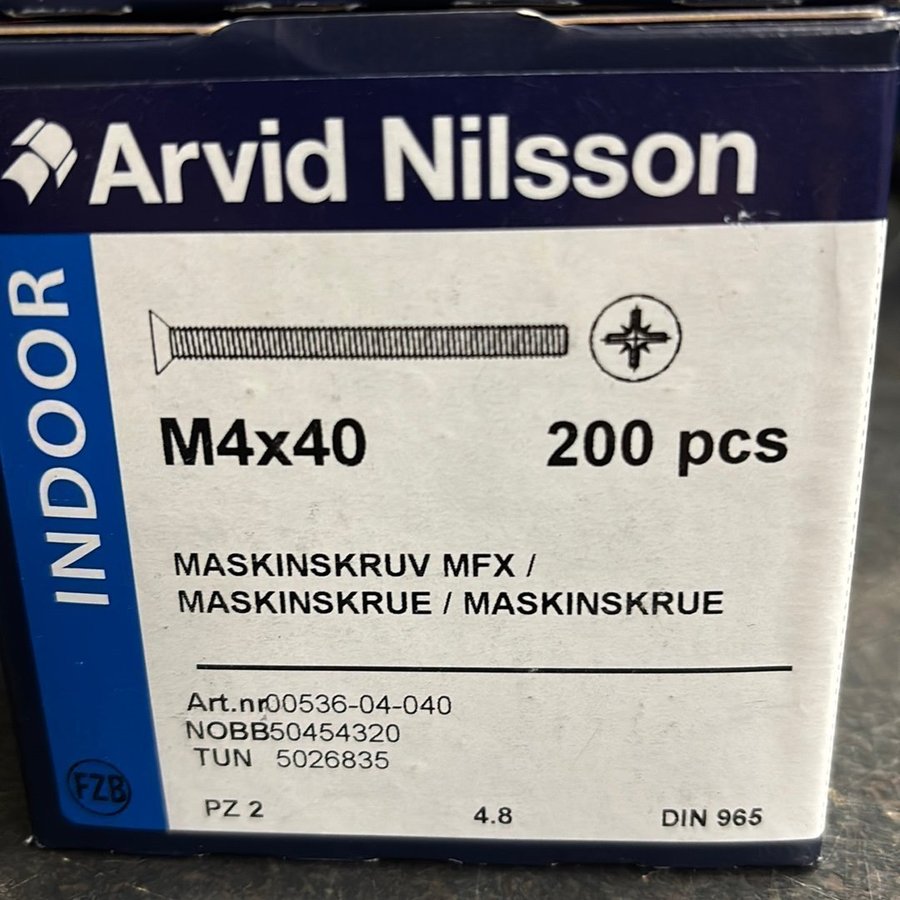 Arvid Nilsson
INDOOR
M4x40 200 pcs
MASKINSKRUV MFX /
MASKINSKRUE / MASKINSKRUE
Art.nr00536-04-040
NOBB50454320
TUN 5026835
FZB
PZ 2 4.8 DIN 965